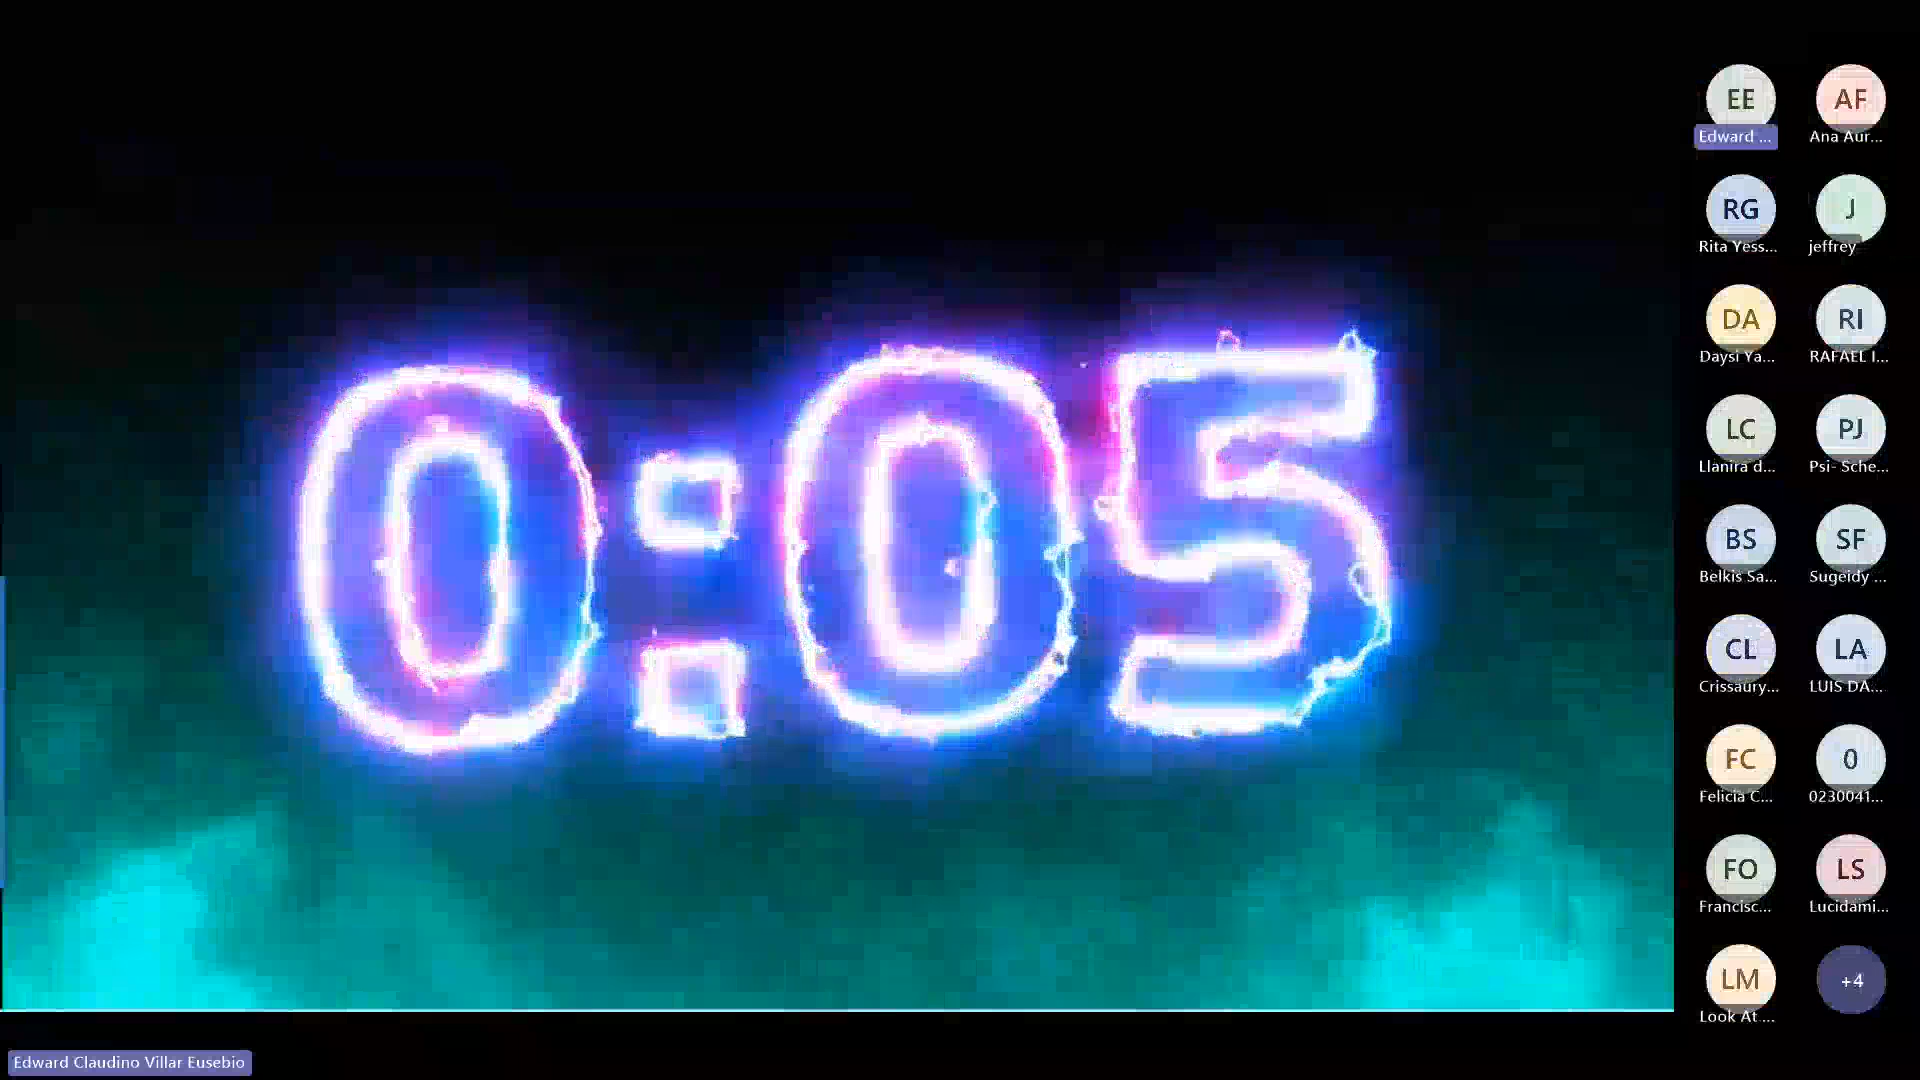 0:05
EE
AF
Edward ...
Ana Aur...
RG
J
Rita Yess...
jeffrey
DA
RI
Daysi Ya...
RAFAEL I...
LC
PJ
Llanira d...
Psi- Sche...
BS
SF
Belkis Sa...
Sugeidy ...
CL
LA
Crissaury...
LUIS DA...
FC
0
Felicia C...
0230041...
FO
LS
Francisc...
Lucidami...
LM
+4
Look At ...
Edward Claudino Villar Eusebio